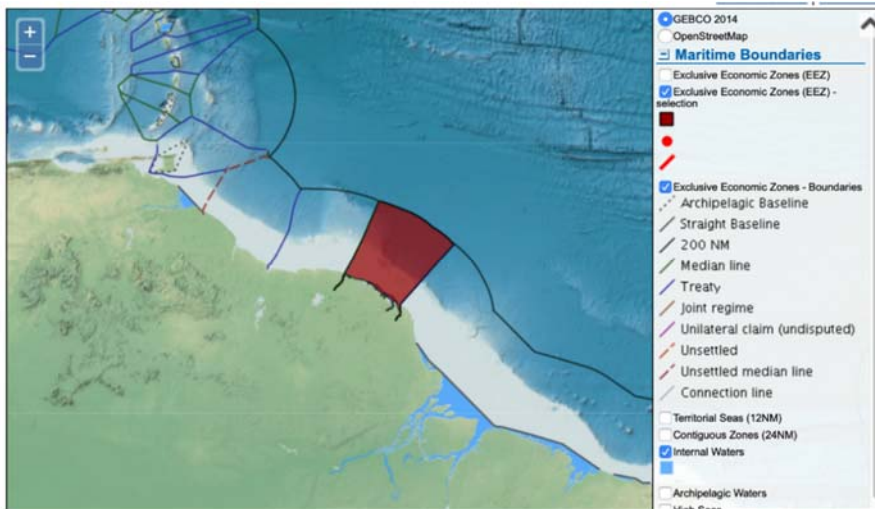 +
−
GEBCO 2014
OpenStreetMap
Maritime Boundaries
Exclusive Economic Zones (EEZ)
Exclusive Economic Zones (EEZ) -
selection
Exclusive Economic Zones - Boundaries
Archipelagic Baseline
Straight Baseline
200 NM
Median line
Treaty
Joint regime
Unilateral claim (undisputed)
Unsettled
Unsettled median line
Connection line
Territorial Seas (12NM)
Contiguous Zones (24NM)
Internal Waters
Archipelagic Waters
High Seas